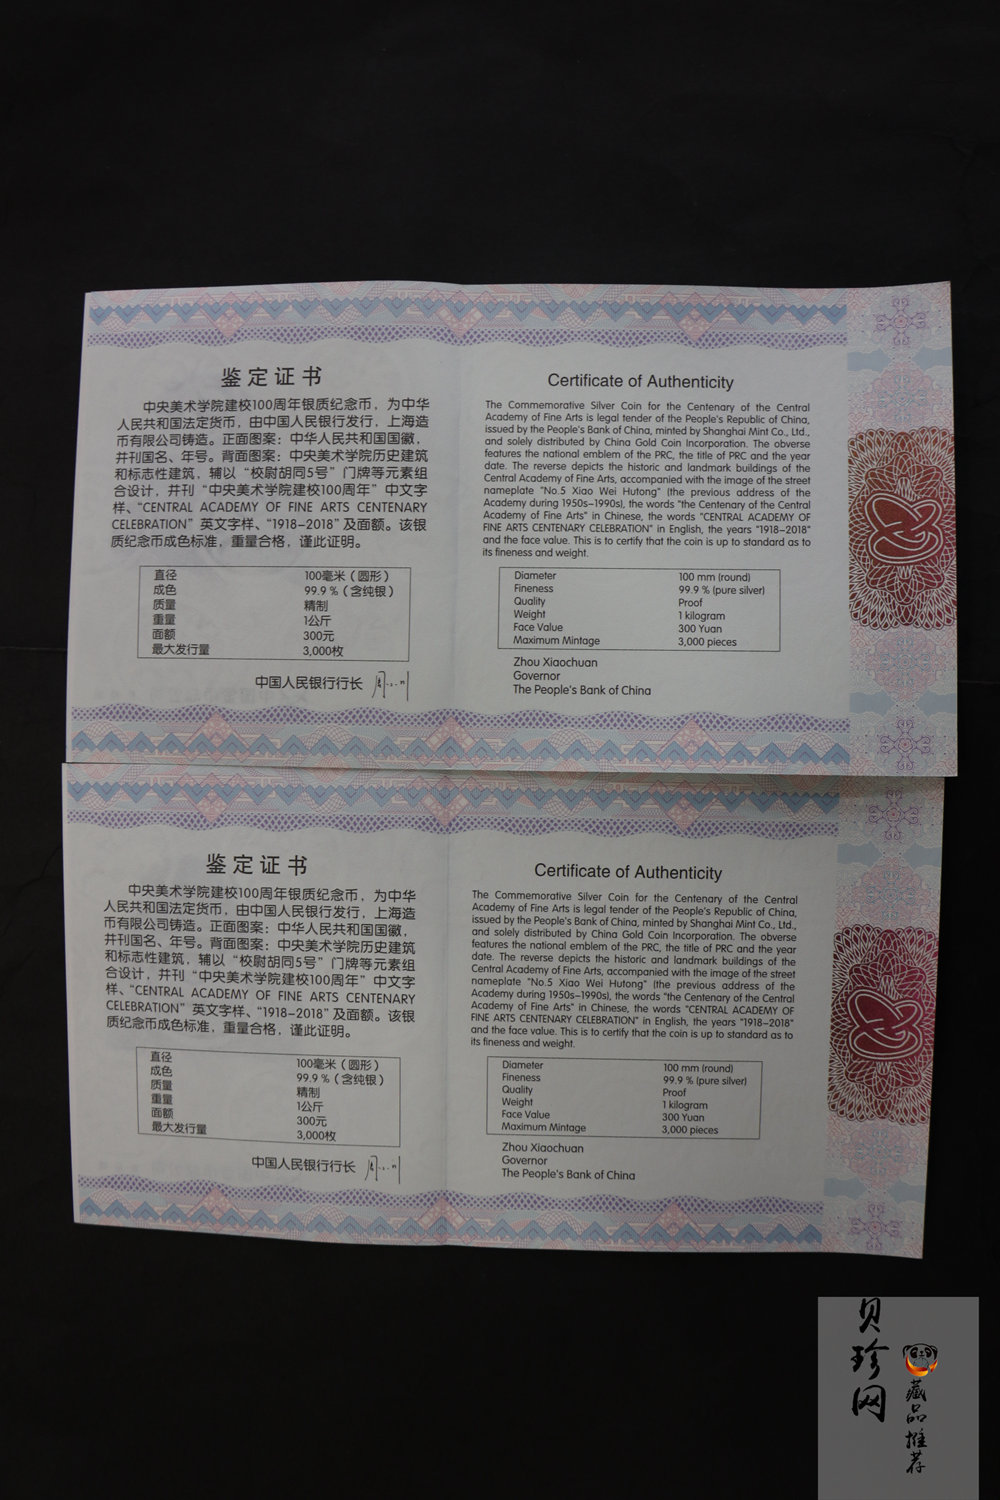 鉴定证书
中央美术学院建校100周年银质纪念币，为中华
人民共和国法定货币，由中国人民银行发行，上海造
币有限公司铸造。正面图案：中华人民共和国国徽，
并刊国名、年号。背面图案：中央美术学院历史建筑
和标志性建筑，辅以“校尉胡同5号”门牌等元素组
合设计，并刊“中央美术学院建校100周年”中文字
样、“CENTRAL ACADEMY OF FINE ARTS CENTENARY
CELEBRATION”英文字样、“1918-2018”及面额。该银
质纪念币成色标准，重量合格，谨此证明。
直径 100毫米（圆形）
成色 99.9％（含纯银）
质量 精制
重量 1公斤
面额 300元
最大发行量 3,000枚
中国人民银行行长
Certificate of Authenticity
The Commemorative Silver Coin for the Centenary of the Central
Academy of Fine Arts is legal tender of the People's Republic of China,
issued by the People's Bank of China, minted by Shanghai Mint Co., Ltd.,
and solely distributed by China Gold Coin Incorporation. The obverse
features the national emblem of the PRC, the title of PRC and the year
date. The reverse depicts the historic and landmark buildings of the
Central Academy of Fine Arts, accompanied with the image of the street
nameplate "No.5 Xiao Wei Hutong" (the previous address of the
Academy during 1950s-1990s), the words "the Centenary of the Central
Academy of Fine Arts" in Chinese, the words "CENTRAL ACADEMY OF
FINE ARTS CENTENARY CELEBRATION" in English, the years "1918-2018"
and the face value. This is to certify that the coin is up to standard as to
its fineness and weight.
Diameter 100 mm (round)
Fineness 99.9 % (pure silver)
Quality Proof
Weight 1 kilogram
Face Value 300 Yuan
Maximum Mintage 3,000 pieces
Zhou Xiaochuan
Governor
The People's Bank of China
鉴定证书
中央美术学院建校100周年银质纪念币，为中华
人民共和国法定货币，由中国人民银行发行，上海造
币有限公司铸造。正面图案：中华人民共和国国徽，
并刊国名、年号。背面图案：中央美术学院历史建筑
和标志性建筑，辅以“校尉胡同5号”门牌等元素组
合设计，并刊“中央美术学院建校100周年”中文字
样、“CENTRAL ACADEMY OF FINE ARTS CENTENARY
CELEBRATION”英文字样、“1918-2018”及面额。该银
质纪念币成色标准，重量合格，谨此证明。
直径 100毫米（圆形）
成色 99.9％（含纯银）
质量 精制
重量 1公斤
面额 300元
最大发行量 3,000枚
中国人民银行行长
Certificate of Authenticity
The Commemorative Silver Coin for the Centenary of the Central
Academy of Fine Arts is legal tender of the People's Republic of China,
issued by the People's Bank of China, minted by Shanghai Mint Co., Ltd.,
and solely distributed by China Gold Coin Incorporation. The obverse
features the national emblem of the PRC, the title of PRC and the year
date. The reverse depicts the historic and landmark buildings of the
Central Academy of Fine Arts, accompanied with the image of the street
nameplate "No.5 Xiao Wei Hutong" (the previous address of the
Academy during 1950s-1990s), the words "the Centenary of the Central
Academy of Fine Arts" in Chinese, the words "CENTRAL ACADEMY OF
FINE ARTS CENTENARY CELEBRATION" in English, the years "1918-2018"
and the face value. This is to certify that the coin is up to standard as to
its fineness and weight.
Diameter 100 mm (round)
Fineness 99.9 % (pure silver)
Quality Proof
Weight 1 kilogram
Face Value 300 Yuan
Maximum Mintage 3,000 pieces
Zhou Xiaochuan
Governor
The People's Bank of China
贝珍网
藏品推荐